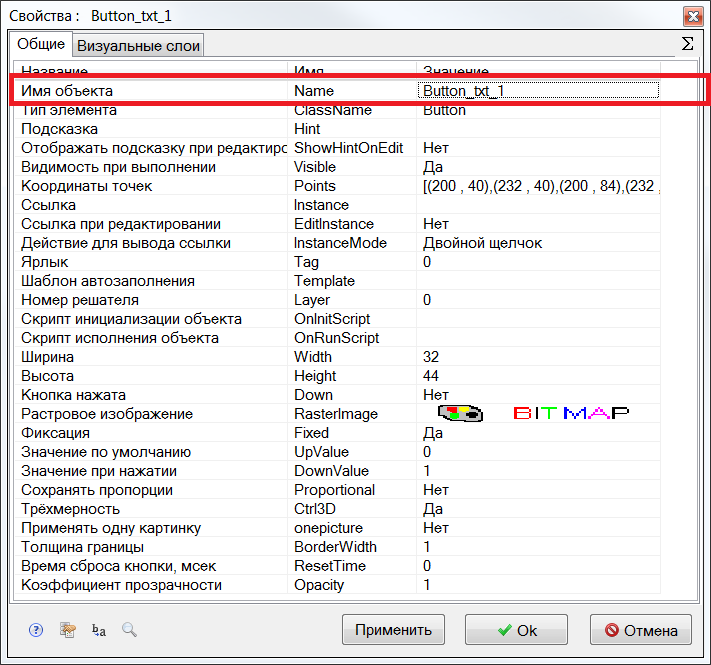 Свойства : Button_txt_1
Общие Визуальные слои Σ
Название Имя Значение
Имя объекта Name Button_txt_1
Тип элемента ClassName Button
Подсказка Hint
Отображать подсказку при редактиро ShowHintOnEdit Нет
Видимость при выполнении Visible Да
Координаты точек Points [(200 , 40),(232 , 40),(200 , 84),(232 ,
Ссылка Instance
Ссылка при редактировании EditInstance Нет
Действие для вывода ссылки InstanceMode Двойной щелчок
Ярлык Tag 0
Шаблон автозаполнения Template
Номер решателя Layer 0
Скрипт инициализации объекта OnInitScript
Скрипт исполнения объекта OnRunScript
Ширина Width 32
Высота Height 44
Кнопка нажата Down Нет
Растровое изображение RasterImage BITMAP
Фиксация Fixed Да
Значение по умолчанию UpValue 0
Значение при нажатии DownValue 1
Сохранять пропорции Proportional Нет
Трёхмерность Ctrl3D Да
Применять одну картинку onepicture Нет
Толщина границы BorderWidth 1
Время сброса кнопки, мсек ResetTime 0
Коэффициент прозрачности Opacity 1
? ba Применить Ok Отмена